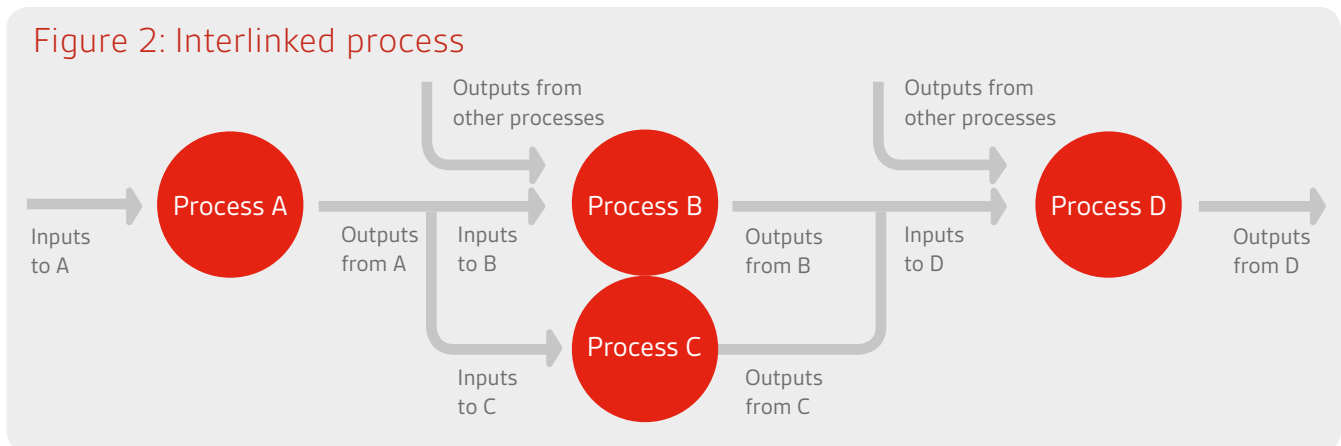 Figure 2: Interlinked process
Outputs from
other processes
Outputs from
other processes
Process A
Process B
Process D
Inputs
to A
Outputs
from A
Inputs
to B
Outputs
from B
Inputs
to D
Outputs
from D
Process C
Inputs
to C
Outputs
from C